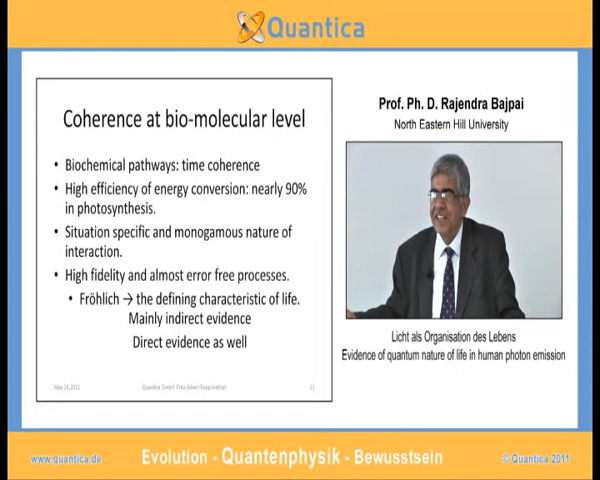 Quantica
Coherence at bio-molecular level
• Biochemical pathways: time coherence
• High efficiency of energy conversion: nearly 90%
in photosynthesis.
• Situation specific and monogamous nature of
interaction.
• High fidelity and almost error free processes.
• Fröhlich → the defining characteristic of life.
Mainly indirect evidence
Direct evidence as well
May 14,2011 Quantica GmbH Fritz-Albert Popp Institut 11
Prof. Ph. D. Rajendra Bajpai
North Eastern Hill University
Licht als Organisation des Lebens
Evidence of quantum nature of life in human photon emission
www.quantica.de Evolution - Quantenphysik - Bewusstsein © Quantica 2011